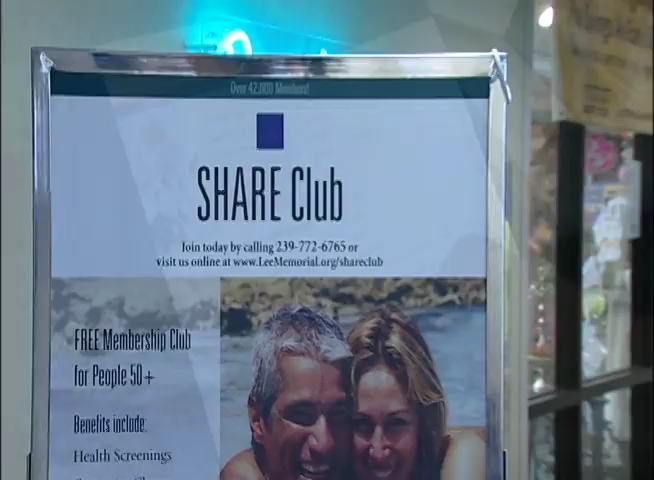 Over 42,000 Members!
SHARE Club
Join today by calling 239-772-6765 or
visit us online at www.LeeMemorial.org/shareclub
FREE Membership Club
for People 50+
Benefits include:
Health Screenings